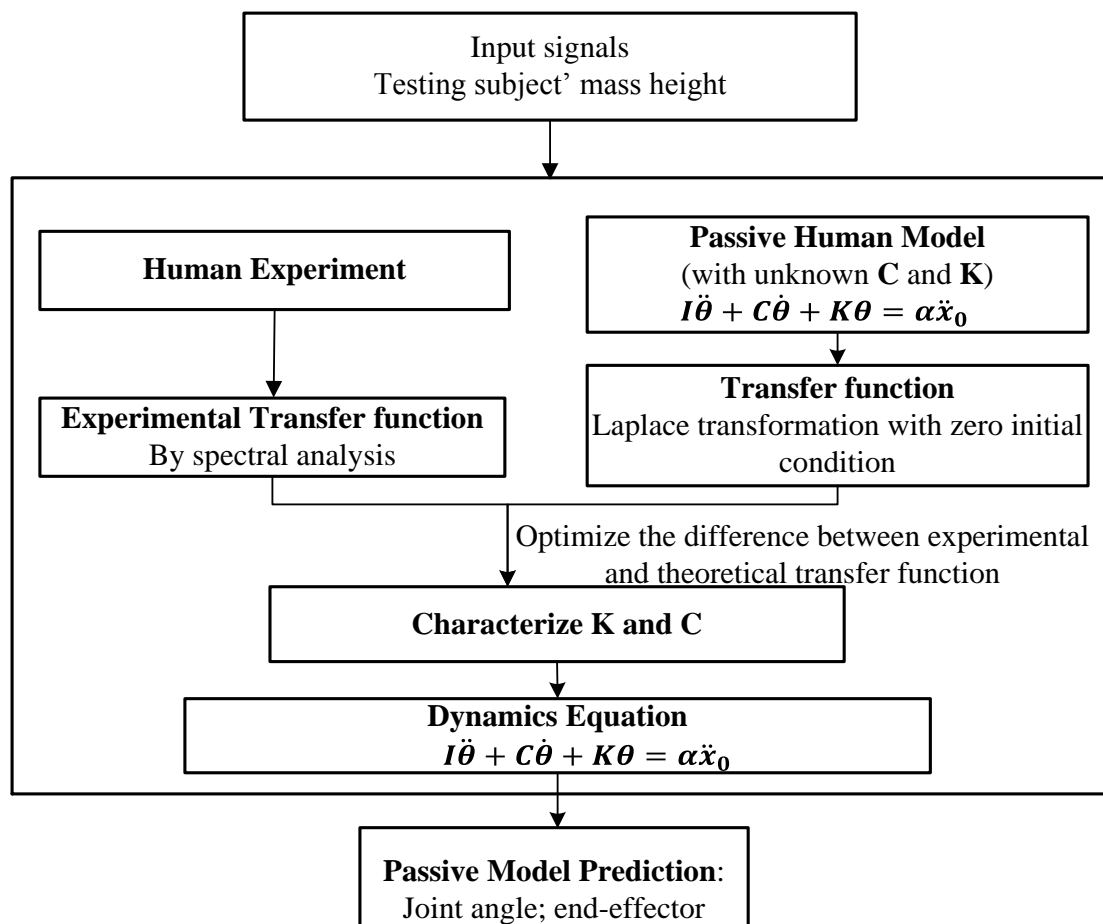 Input signals
Testing subject’ mass height
Human Experiment
Passive Human Model
(with unknown C and K)
Iθ̈ + Cθ̇ + Kθ = αẍ₀
Experimental Transfer function
By spectral analysis
Transfer function
Laplace transformation with zero initial
condition
Optimize the difference between experimental
and theoretical transfer function
Characterize K and C
Dynamics Equation
Iθ̈ + Cθ̇ + Kθ = αẍ₀
Passive Model Prediction:
Joint angle; end-effector